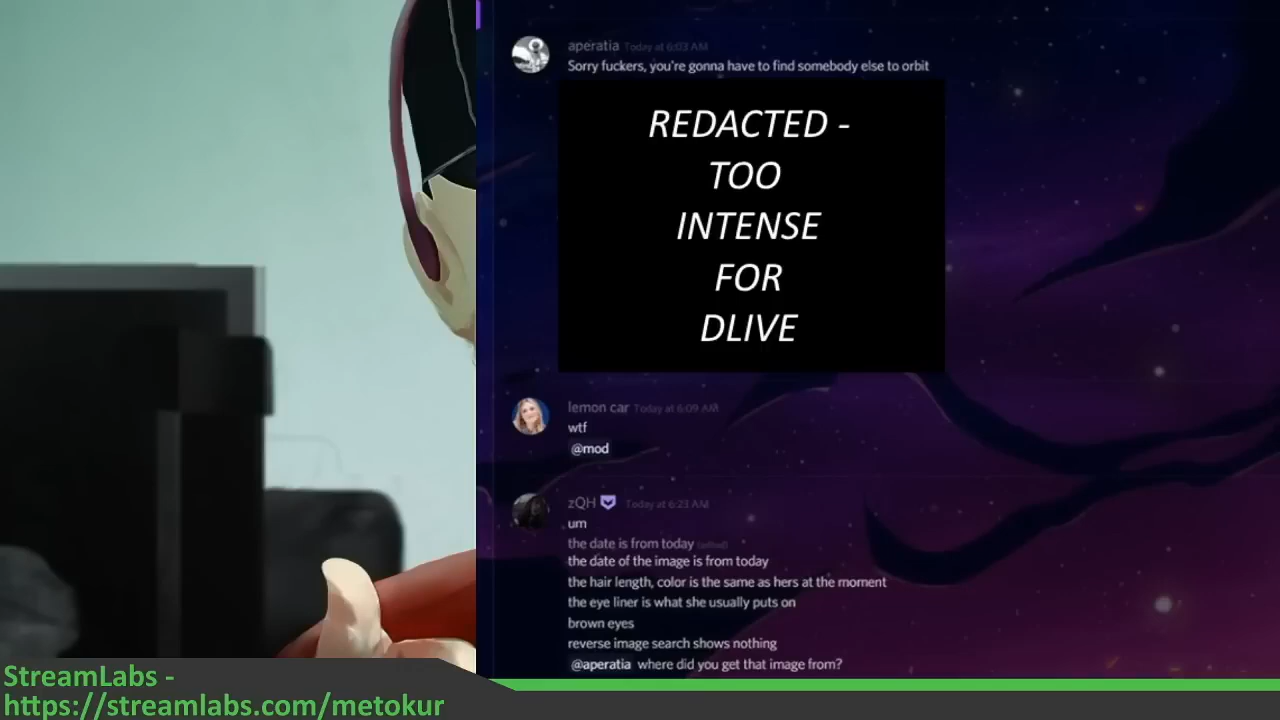 aperatia Today at 6:03 AM
Sorry fuckers, you're gonna have to find somebody else to orbit
REDACTED -
TOO
INTENSE
FOR
DLIVE
lemon car Today at 6:09 AM
wtf
@mod
zQH Today at 6:23 AM
um
the date is from today (edited)
the date of the image is from today
the hair length, color is the same as hers at the moment
the eye liner is what she usually puts on
brown eyes
reverse image search shows nothing
@aperatia where did you get that image from?
StreamLabs -
https://streamlabs.com/metokur